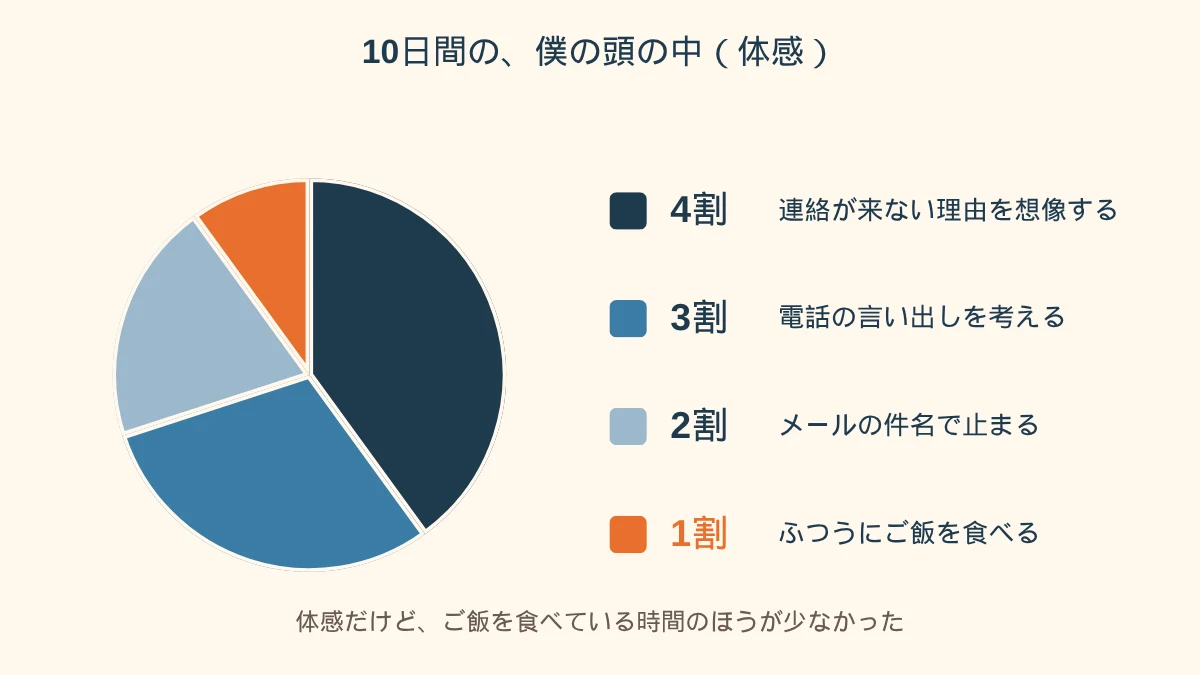 10日間の、僕の頭の中（体感）
4割 連絡が来ない理由を想像する
3割 電話の言い出しを考える
2割 メールの件名で止まる
1割 ふつうにご飯を食べる
体感だけど、ご飯を食べている時間のほうが少なかった